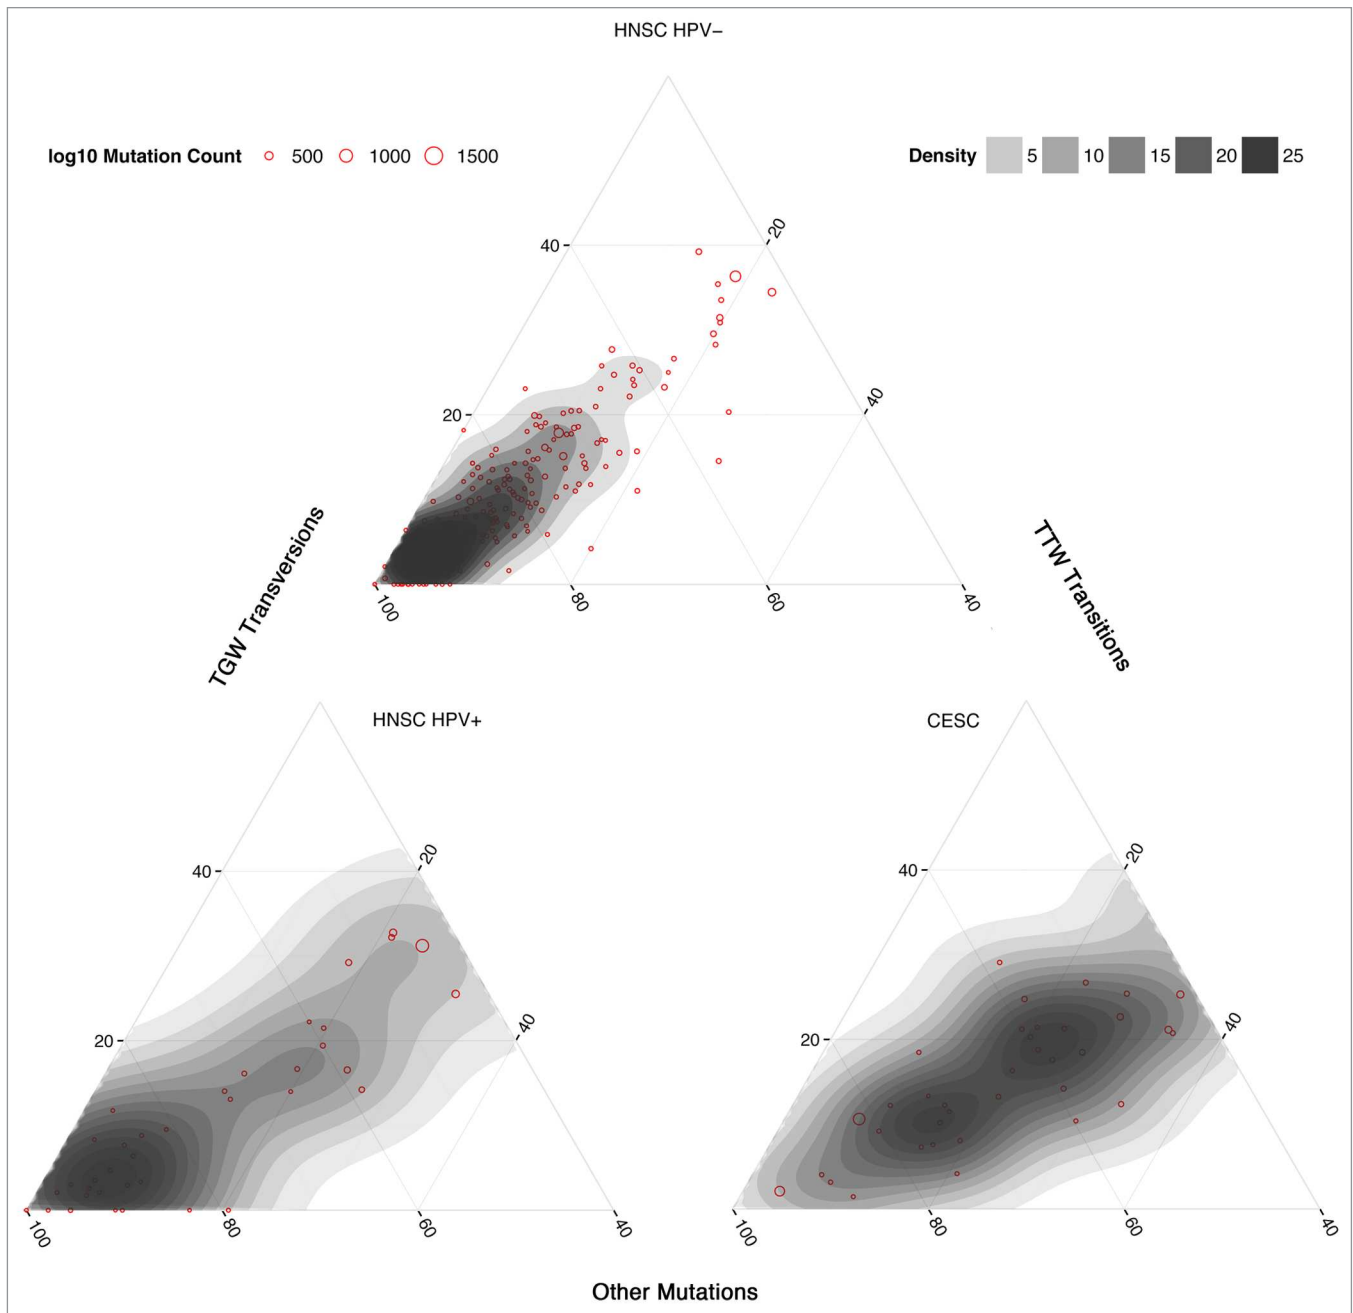 HNSC HPV−
log10 Mutation Count 500 1000 1500
Density 5 10 15 20 25
40 20
20 40
100 80 60 40
TGW Transversions
TTW Transitions
HNSC HPV+
40 20
20 40
100 80 60 40
CESC
40 20
20 40
100 80 60 40
Other Mutations